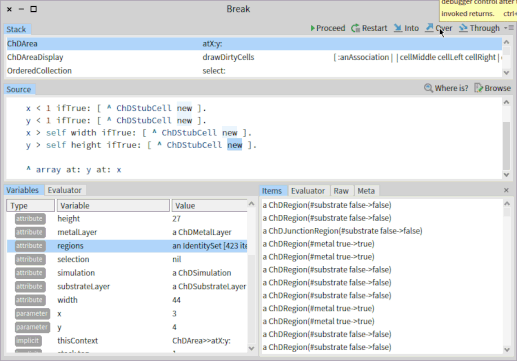 Break
debugger control after
invoked returns. ctrl+
Stack
Proceed Restart Into Over Through
ChDArea atX:y:
ChDAreaDisplay drawDirtyCells [ :anAssociation | | cellMiddle cellLeft cellRight |
OrderedCollection select:
Source Where is? Browse
x < 1 ifTrue: [ ^ ChDStubCell new ].
y < 1 ifTrue: [ ^ ChDStubCell new ].
x > self width ifTrue: [ ^ ChDStubCell new ].
y > self height ifTrue: [ ^ ChDStubCell new ].
^ array at: y at: x
Variables Evaluator
Type Variable Value
attribute height 27
attribute metalLayer a ChDMetalLayer
attribute regions an IdentitySet [423 ite
attribute selection nil
attribute simulation a ChDSimulation
attribute substrateLayer a ChDSubstrateLayer
attribute width 44
parameter x 3
parameter y 4
implicit thisContext ChDArea>>atX:y:
Items Evaluator Raw Meta
a ChDRegion(#substrate false->false)
a ChDRegion(#substrate false->false)
a ChDJunctionRegion(#substrate false->false)
a ChDRegion(#metal true->true)
a ChDRegion(#metal true->true)
a ChDRegion(#substrate false->false)
a ChDRegion(#substrate false->false)
a ChDRegion(#metal true->true)
a ChDRegion(#metal true->true)
a ChDRegion(#substrate false->false)
a ChDRegion(#substrate false->false)